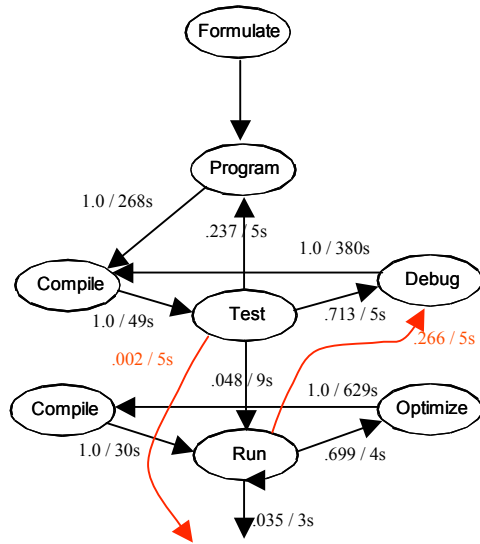 Formulate
Program
1.0 / 268s
.237 / 5s
1.0 / 380s
Compile
Debug
Test
1.0 / 49s
.713 / 5s
.002 / 5s
.266 / 5s
.048 / 9s
1.0 / 629s
Compile
Optimize
1.0 / 30s
Run
.699 / 4s
.035 / 3s